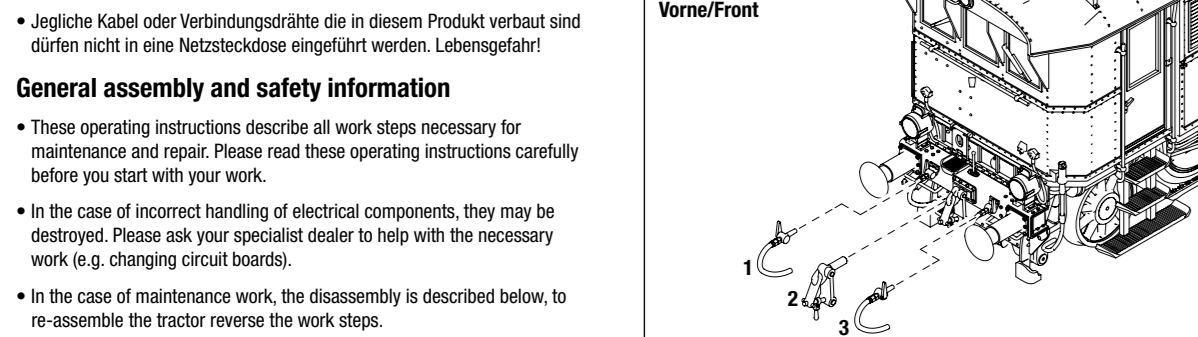 • Jegliche Kabel oder Verbindungsdrähte die in diesem Produkt verbaut sind
dürfen nicht in eine Netzsteckdose eingeführt werden. Lebensgefahr!
General assembly and safety information
• These operating instructions describe all work steps necessary for
maintenance and repair. Please read these operating instructions carefully
before you start with your work.
• In the case of incorrect handling of electrical components, they may be
destroyed. Please ask your specialist dealer to help with the necessary
work (e.g. changing circuit boards).
• In the case of maintenance work, the disassembly is described below, to
re-assemble the tractor reverse the work steps.
Vorne/Front
1
2
3